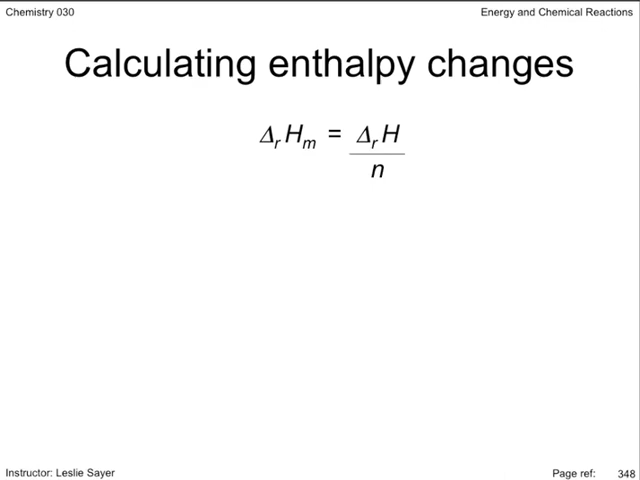 Chemistry 030 Energy and Chemical Reactions
Calculating enthalpy changes
ΔrHm = ΔrH
n
Instructor: Leslie Sayer Page ref: 348